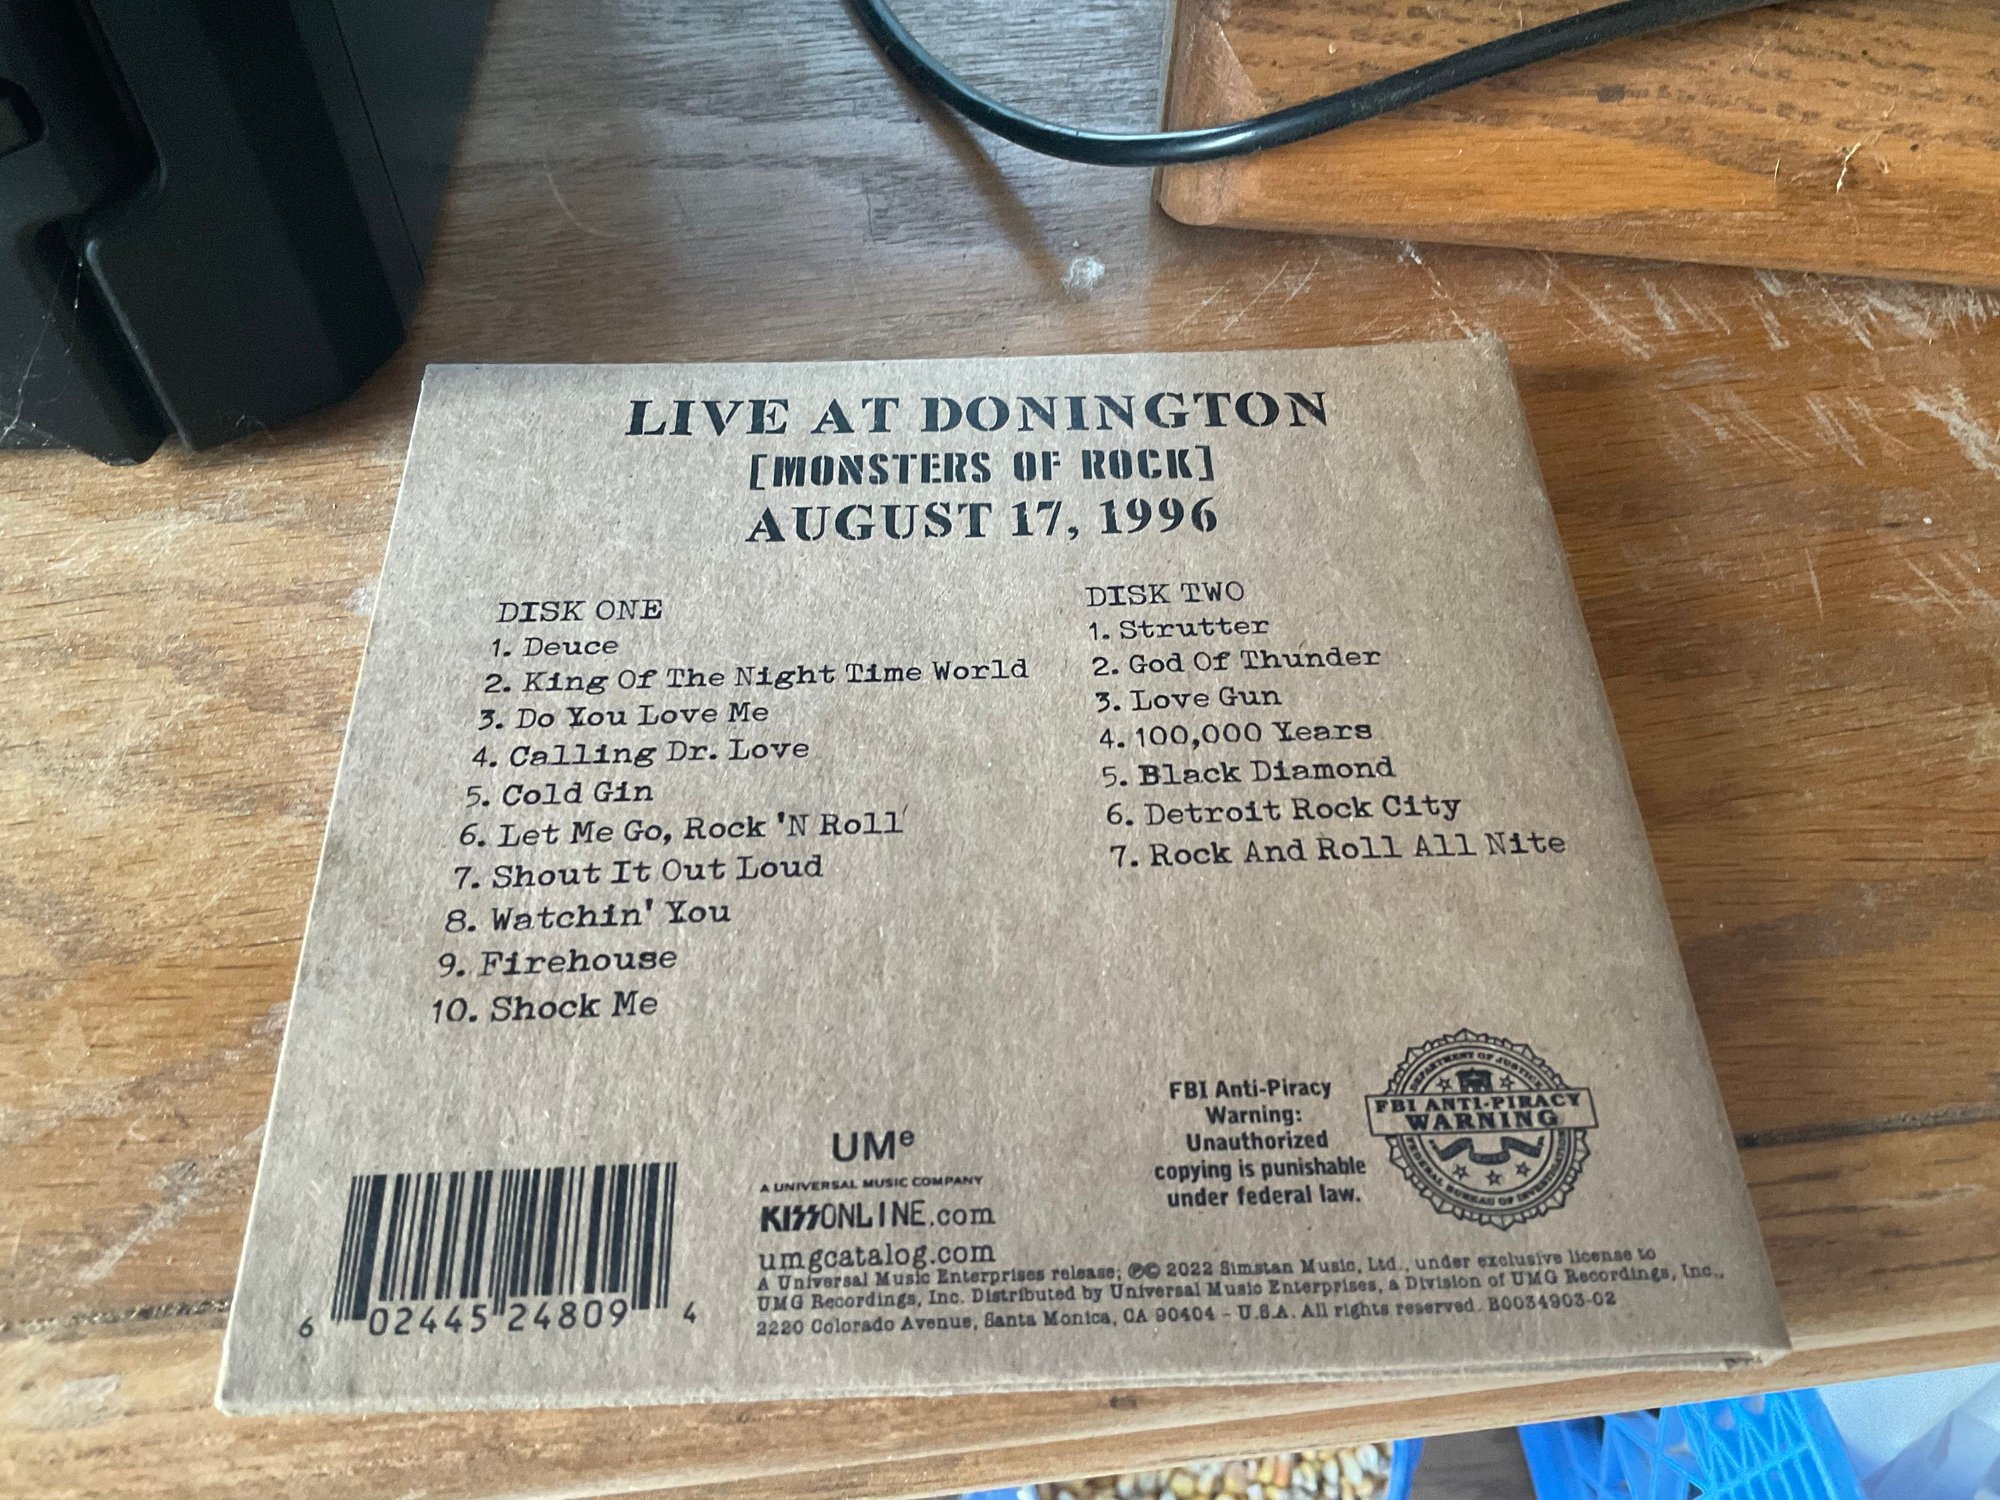 LIVE AT DONINGTON
[MONSTERS OF ROCK]
AUGUST 17, 1996
DISK ONE
1. Deuce
2. King Of The Night Time World
3. Do You Love Me
4. Calling Dr. Love
5. Cold Gin
6. Let Me Go, Rock 'N Roll
7. Shout It Out Loud
8. Watchin' You
9. Firehouse
10. Shock Me
DISK TWO
1. Strutter
2. God Of Thunder
3. Love Gun
4. 100,000 Years
5. Black Diamond
6. Detroit Rock City
7. Rock And Roll All Nite
6 02445 24809 4
UMe
A UNIVERSAL MUSIC COMPANY
KISSONLINE.com
umgcatalog.com
A Universal Music Enterprises release; ℗© 2022 Simstan Music, Ltd., under exclusive license to
UMG Recordings, Inc. Distributed by Universal Music Enterprises, a Division of UMG Recordings, Inc.,
2220 Colorado Avenue, Santa Monica, CA 90404 - U.S.A. All rights reserved. B0034903-02
FBI Anti-Piracy
Warning:
Unauthorized
copying is punishable
under federal law.
DEPARTMENT OF JUSTICE
FBI ANTI-PIRACY
WARNING
FEDERAL BUREAU OF INVESTIGATION